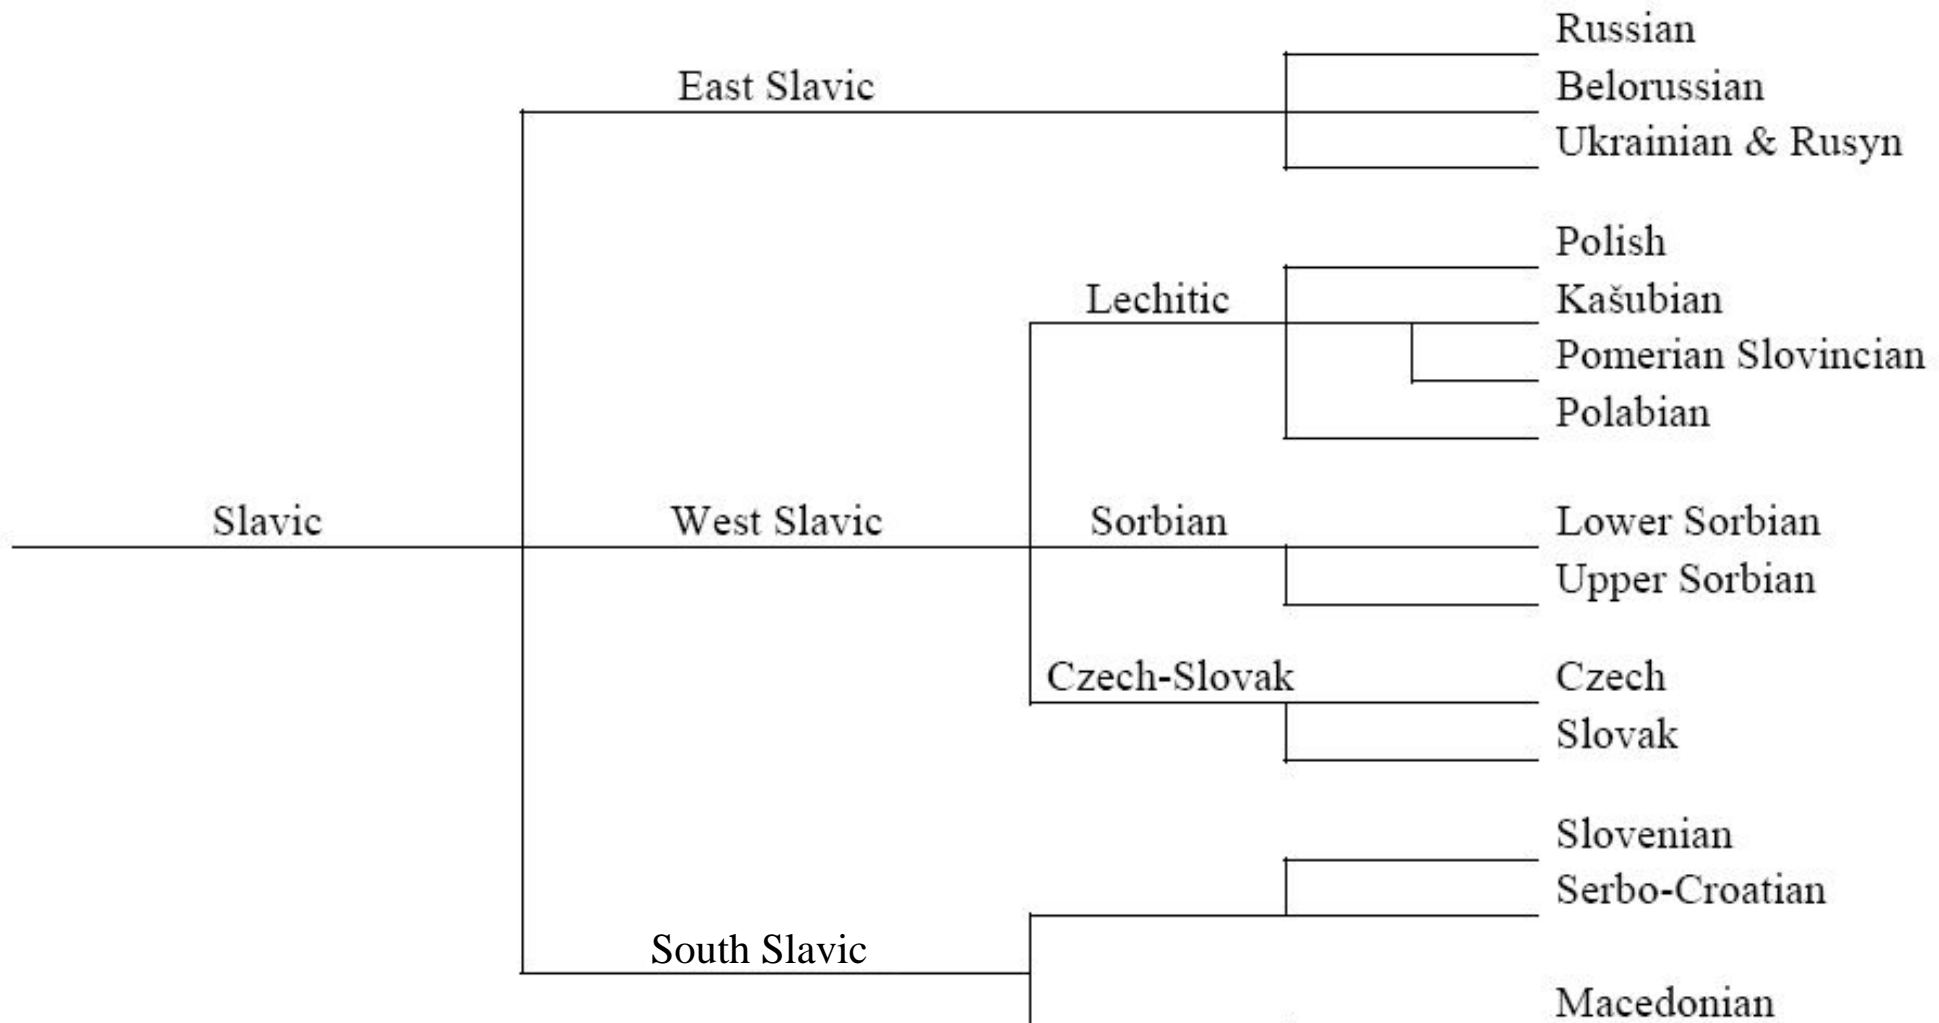 Russian
East Slavic
Belorussian
Ukrainian & Rusyn
Polish
Lechitic
Kašubian
Pomerian Slovincian
Polabian
Slavic
West Slavic
Sorbian
Lower Sorbian
Upper Sorbian
Czech-Slovak
Czech
Slovak
Slovenian
Serbo-Croatian
South Slavic
Macedonian